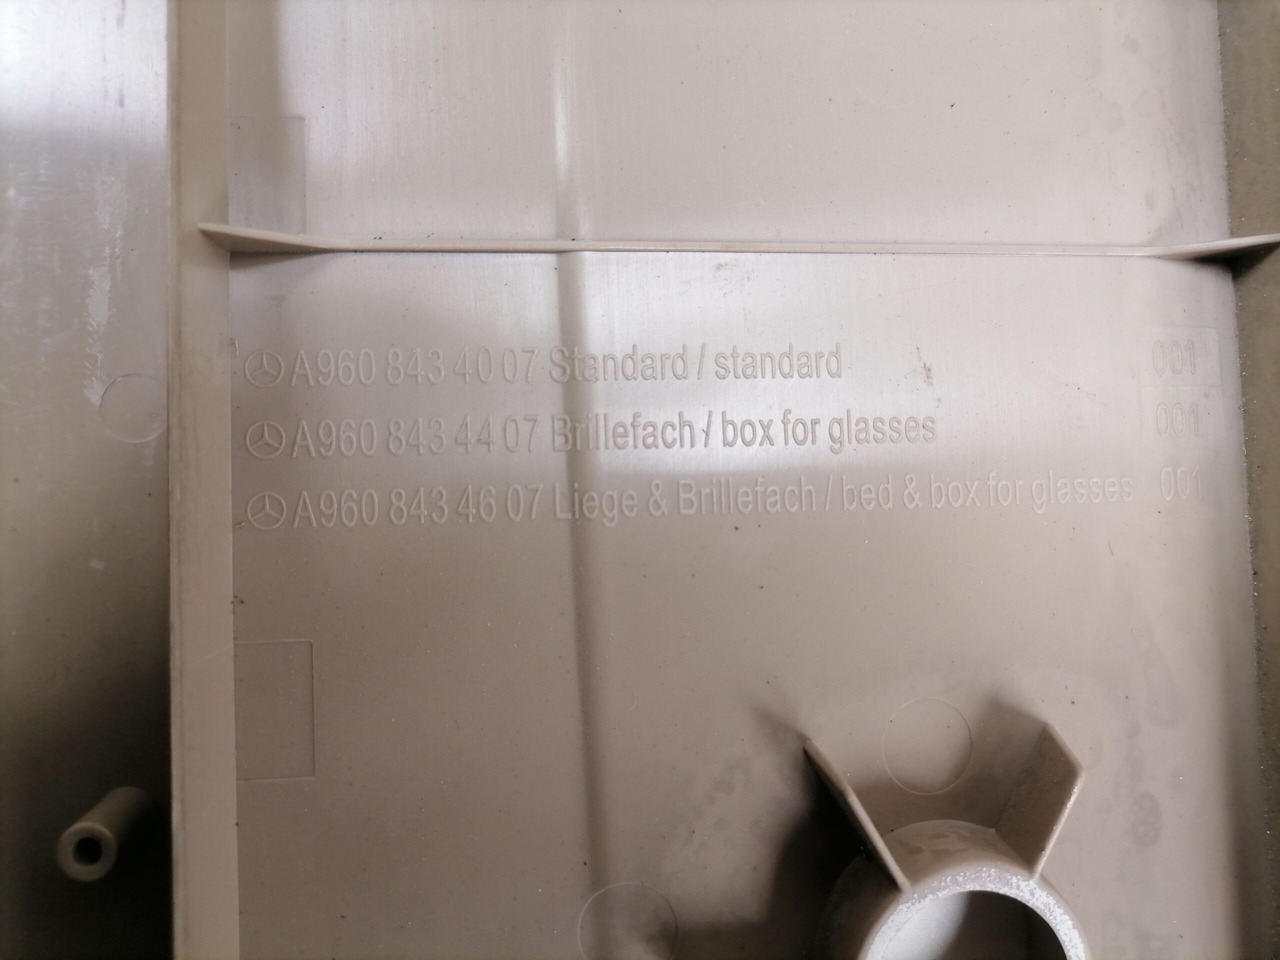 A960 843 40 07 Standard / standard 001
A960 843 44 07 Brillefach / box for glasses 001
A960 843 46 07 Liege & Brillefach / bed & box for glasses 001